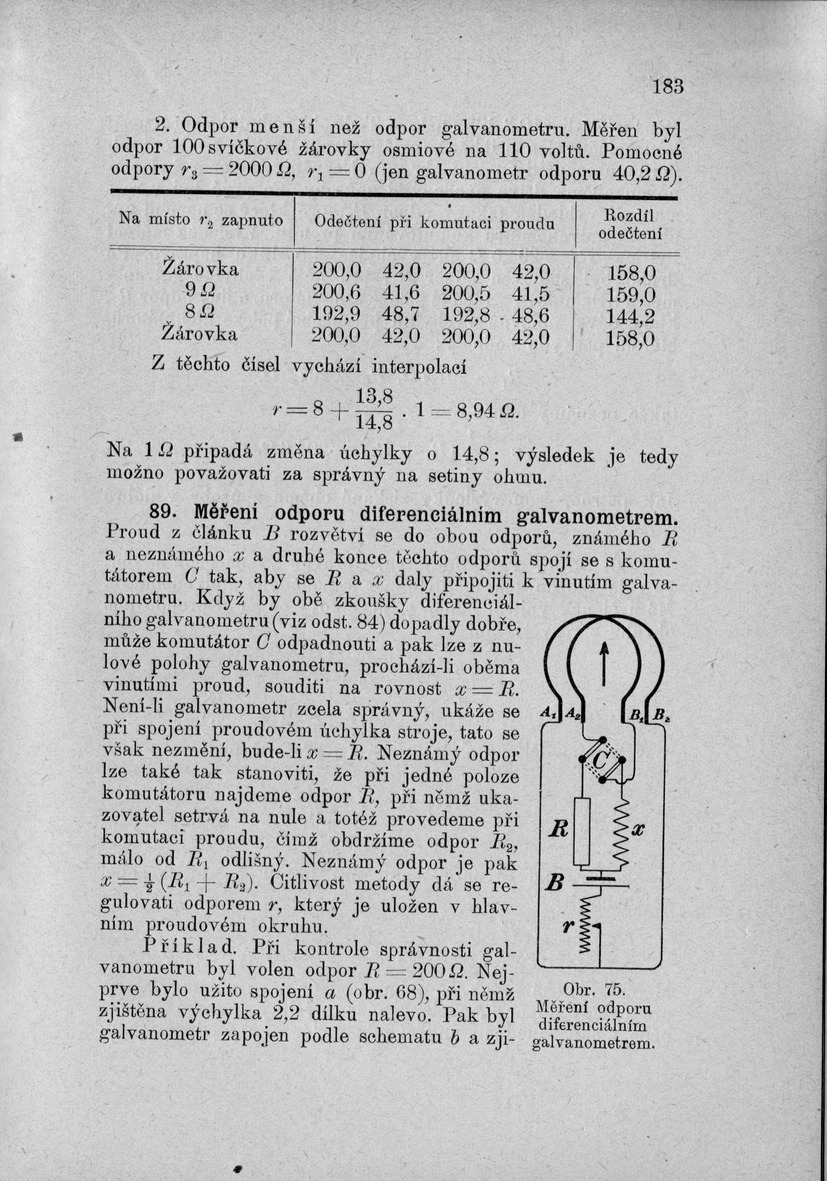 183
2. Odpor menší než odpor galvanometru. Měřen byl
odpor 100svíčkové žárovky osmiové na 110 voltů. Pomocné
odpory r₃ = 2000 Ω, r₁ = 0 (jen galvanometr odporu 40,2 Ω).
Na místo r₂ zapnuto | Odečtení při komutaci proudu | Rozdíl odečtení
Žárovka 200,0 42,0 200,0 42,0 158,0
9 Ω 200,6 41,6 200,5 41,5 159,0
8 Ω 192,9 48,7 192,8 48,6 144,2
Žárovka 200,0 42,0 200,0 42,0 158,0
Z těchto čísel vychází interpolací
r = 8 + 13,8/14,8 . 1 = 8,94 Ω.
Na 1 Ω připadá změna úchylky o 14,8; výsledek je tedy
možno považovati za správný na setiny ohmu.
89. Měření odporu diferenciálním galvanometrem.
Proud z článku B rozvětví se do obou odporů, známého R
a neznámého x a druhé konce těchto odporů spojí se s komu-
tátorem C tak, aby se R a x daly připojiti k vinutím galva-
nometru. Když by obě zkoušky diferenciál-
ního galvanometru (viz odst. 84) dopadly dobře,
může komutátor C odpadnouti a pak lze z nu-
lové polohy galvanometru, prochází-li oběma
vinutími proud, souditi na rovnost x = R.
Není-li galvanometr zcela správný, ukáže se
při spojení proudovém úchylka stroje, tato se
však nezmění, bude-li x = R. Neznámý odpor
lze také tak stanoviti, že při jedné poloze
komutátoru najdeme odpor R, při němž uka-
zovatel setrvá na nule a totéž provedeme při
komutaci proudu, čímž obdržíme odpor R₂,
málo od R₁ odlišný. Neznámý odpor je pak
x = ½ (R₁ + R₂). Citlivost metody dá se re-
gulovati odporem r, který je uložen v hlav-
ním proudovém okruhu.
Příklad. Při kontrole správnosti gal-
vanometru byl volen odpor R = 200 Ω. Nej-
prve bylo užito spojení a (obr. 68), při němž
zjištěna výchylka 2,2 dílku nalevo. Pak byl
galvanometr zapojen podle schematu b a zji-
A₁ A₂ B₁ B₂
C
R x
B
r
Obr. 75.
Měření odporu
diferenciálním
galvanometrem.